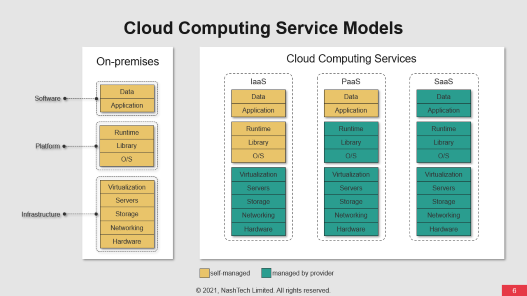 Cloud Computing Service Models
On-premises
Software
Data
Application
Platform
Runtime
Library
O/S
Infrastructure
Virtualization
Servers
Storage
Networking
Hardware
Cloud Computing Services
IaaS
Data
Application
Runtime
Library
O/S
Virtualization
Servers
Storage
Networking
Hardware
PaaS
Data
Application
Runtime
Library
O/S
Virtualization
Servers
Storage
Networking
Hardware
SaaS
Data
Application
Runtime
Library
O/S
Virtualization
Servers
Storage
Networking
Hardware
self-managed
managed by provider
© 2021, NashTech Limited. All rights reserved.
6